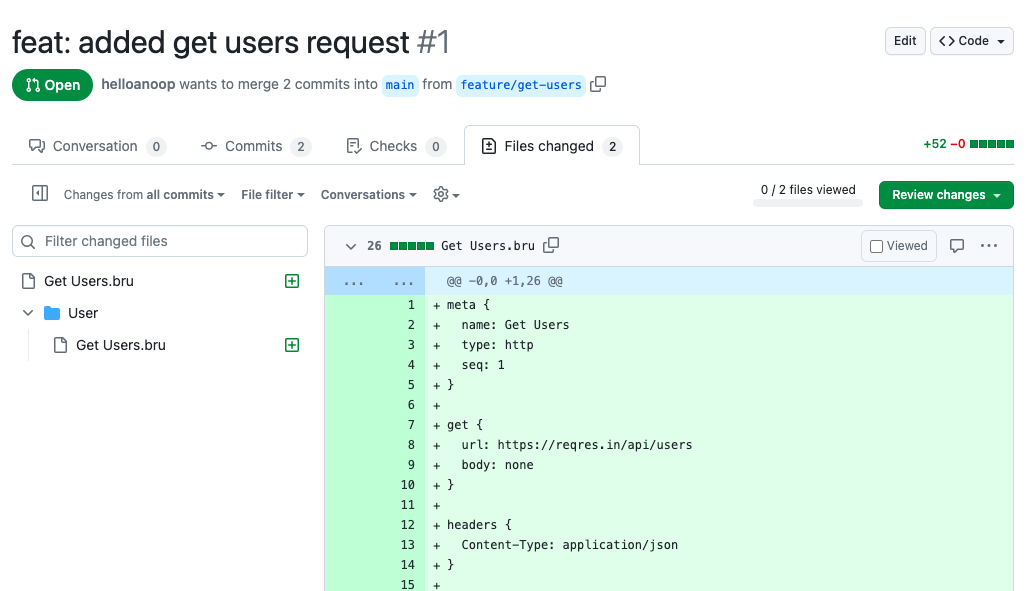 feat: added get users request #1
Edit
Code
Open
helloanoop wants to merge 2 commits into main from feature/get-users
Conversation 0
Commits 2
Checks 0
Files changed 2
+52 −0
Changes from all commits
File filter
Conversations
0 / 2 files viewed
Review changes
Filter changed files
Get Users.bru
User
Get Users.bru
26 Get Users.bru
Viewed
... ... @@ -0,0 +1,26 @@
1 + meta {
2 + name: Get Users
3 + type: http
4 + seq: 1
5 + }
6 +
7 + get {
8 + url: https://reqres.in/api/users
9 + body: none
10 + }
11 +
12 + headers {
13 + Content-Type: application/json
14 + }
15 +